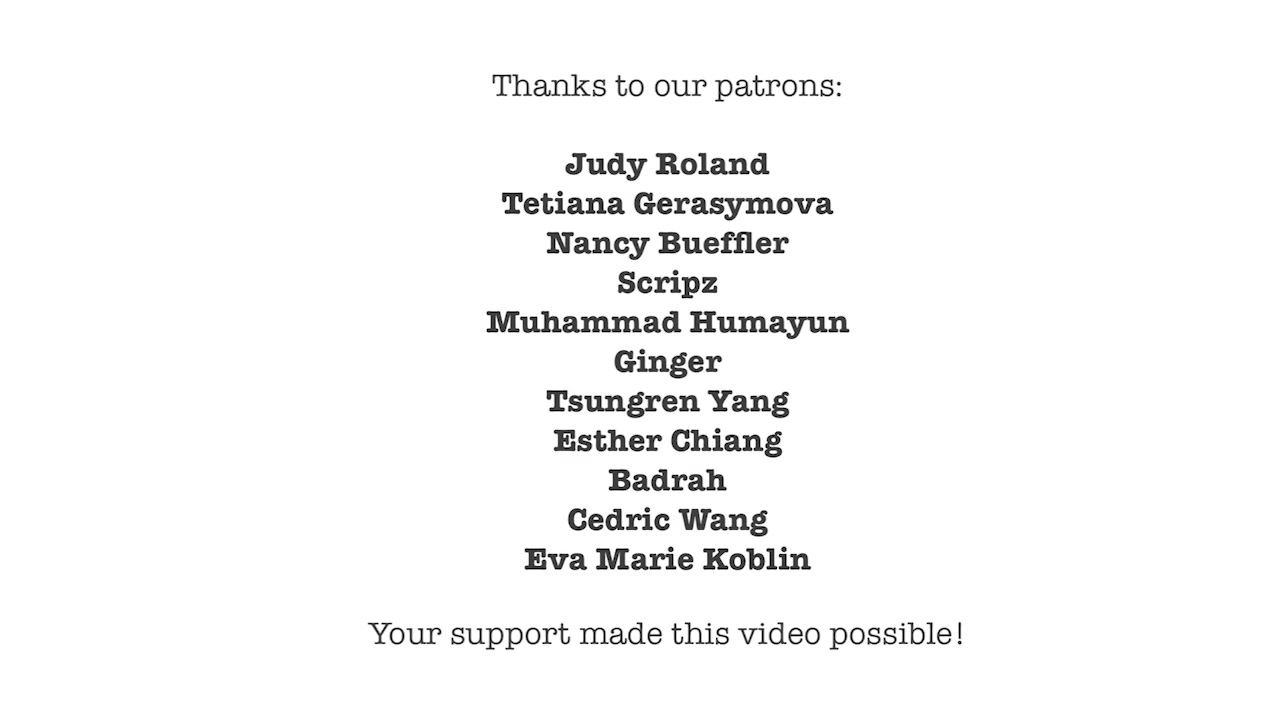 Thanks to our patrons:
Judy Roland
Tetiana Gerasymova
Nancy Bueffler
Scripz
Muhammad Humayun
Ginger
Tsungren Yang
Esther Chiang
Badrah
Cedric Wang
Eva Marie Koblin
Your support made this video possible!